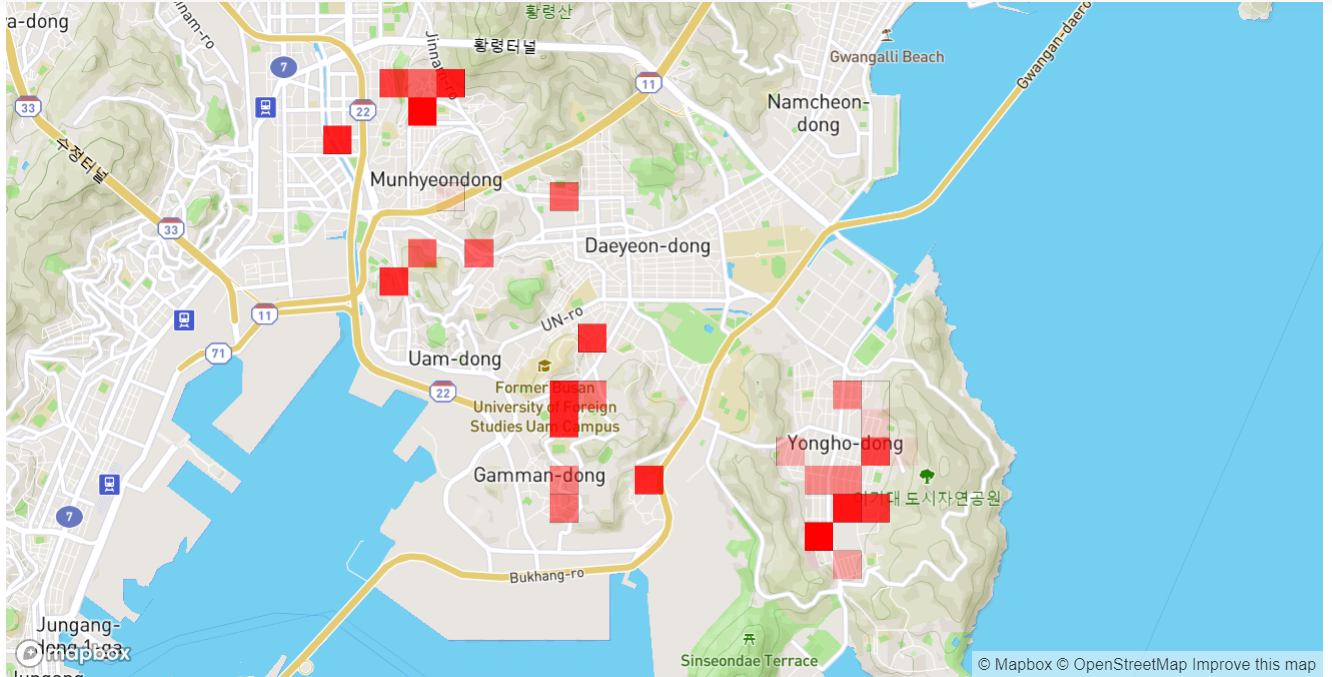 황령산
a-dong
nam-ro
Jinnam-ro
황령터널
7
11
33
22
Gwangalli Beach
Gwangan-daero
Namcheon-
dong
수정터널
Munhyeondong
33
Daeyeon-dong
11
UN-ro
71
Uam-dong
22
Former Busan
University of Foreign
Studies Uam Campus
Yongho-dong
Gamman-dong
이기대 도시자연공원
7
Bukhang-ro
Jungang-
dong 1-ga
mapbox
Sinseondae Terrace
© Mapbox © OpenStreetMap Improve this map